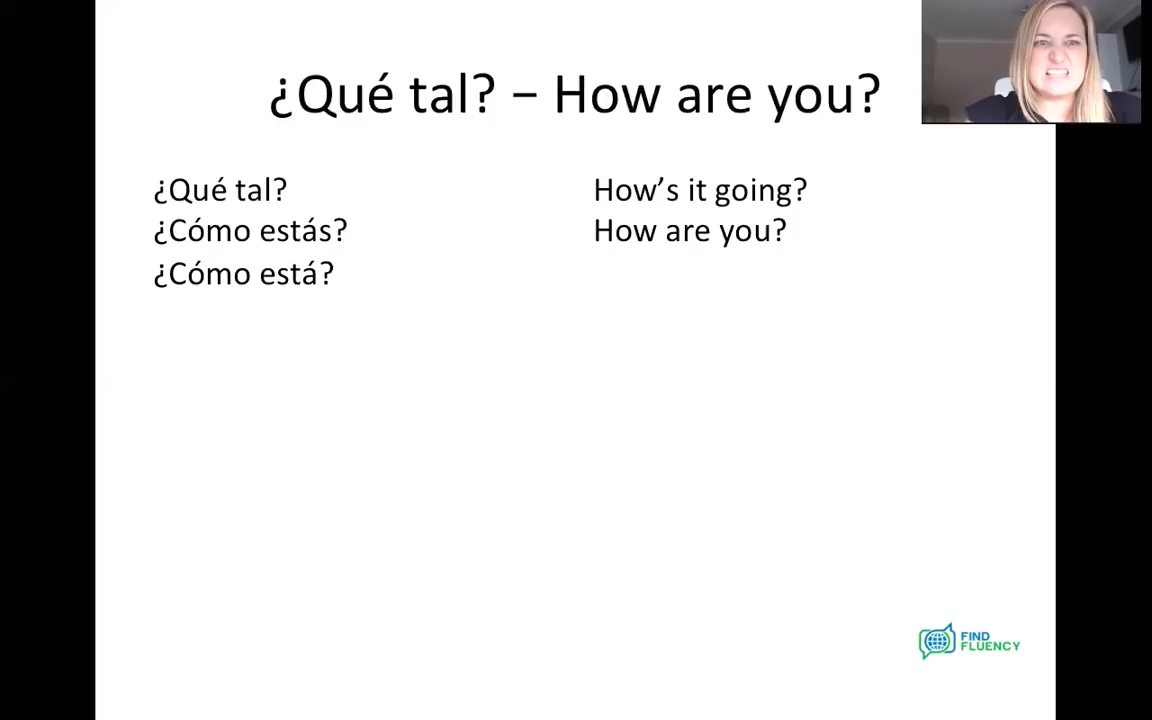 ¿Qué tal? – How are you?
¿Qué tal? How's it going?
¿Cómo estás? How are you?
¿Cómo está?
FIND
FLUENCY